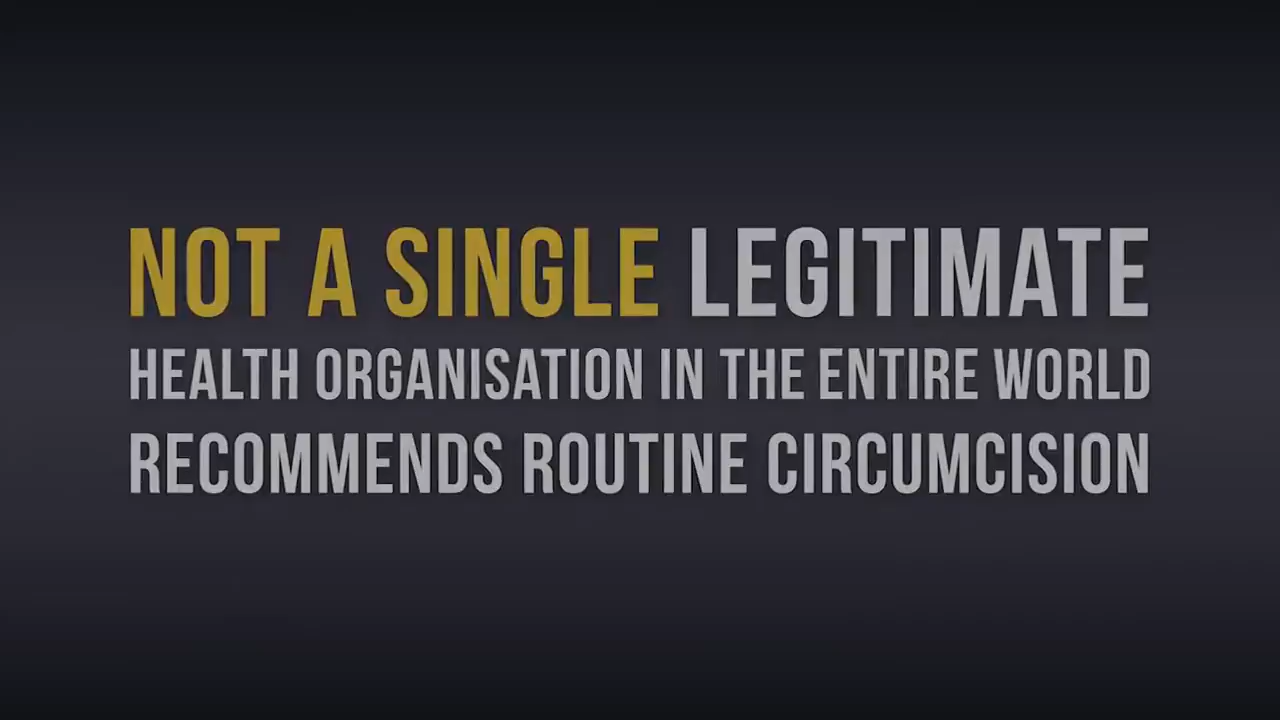 NOT A SINGLE LEGITIMATE
HEALTH ORGANISATION IN THE ENTIRE WORLD
RECOMMENDS ROUTINE CIRCUMCISION